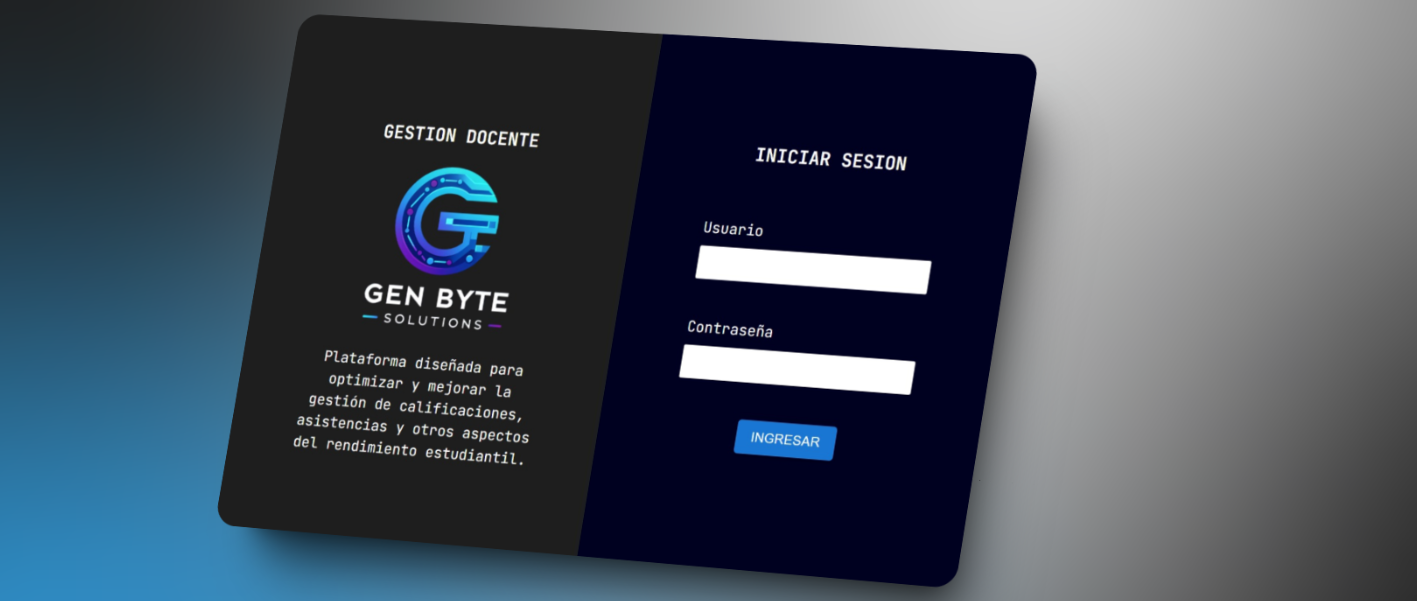 GESTION DOCENTE
GEN BYTE
SOLUTIONS
Plataforma diseñada para
optimizar y mejorar la
gestión de calificaciones,
asistencias y otros aspectos
del rendimiento estudiantil.
INICIAR SESION
Usuario
Contraseña
INGRESAR